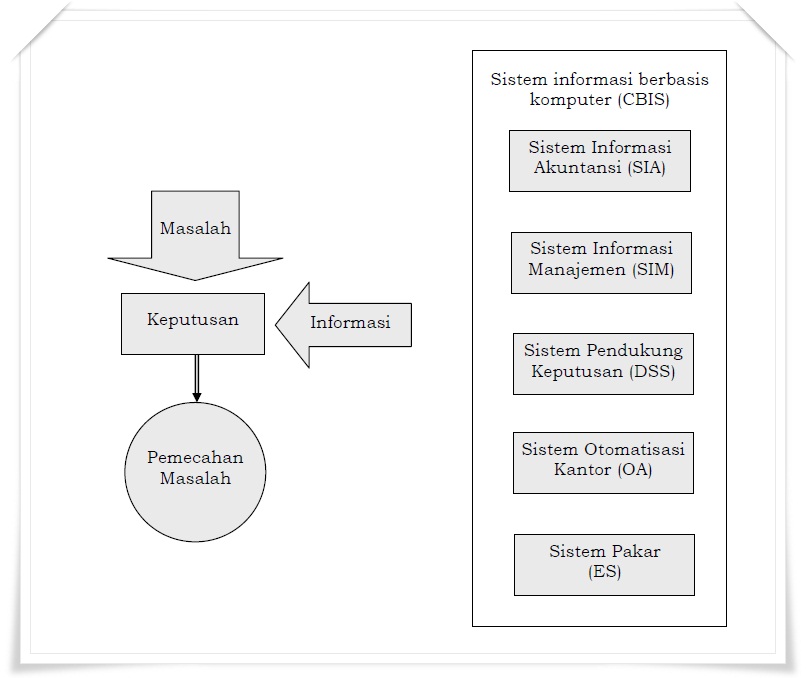 Masalah
Keputusan
Informasi
Pemecahan
Masalah
Sistem informasi berbasis
komputer (CBIS)
Sistem Informasi
Akuntansi (SIA)
Sistem Informasi
Manajemen (SIM)
Sistem Pendukung
Keputusan (DSS)
Sistem Otomatisasi
Kantor (OA)
Sistem Pakar
(ES)